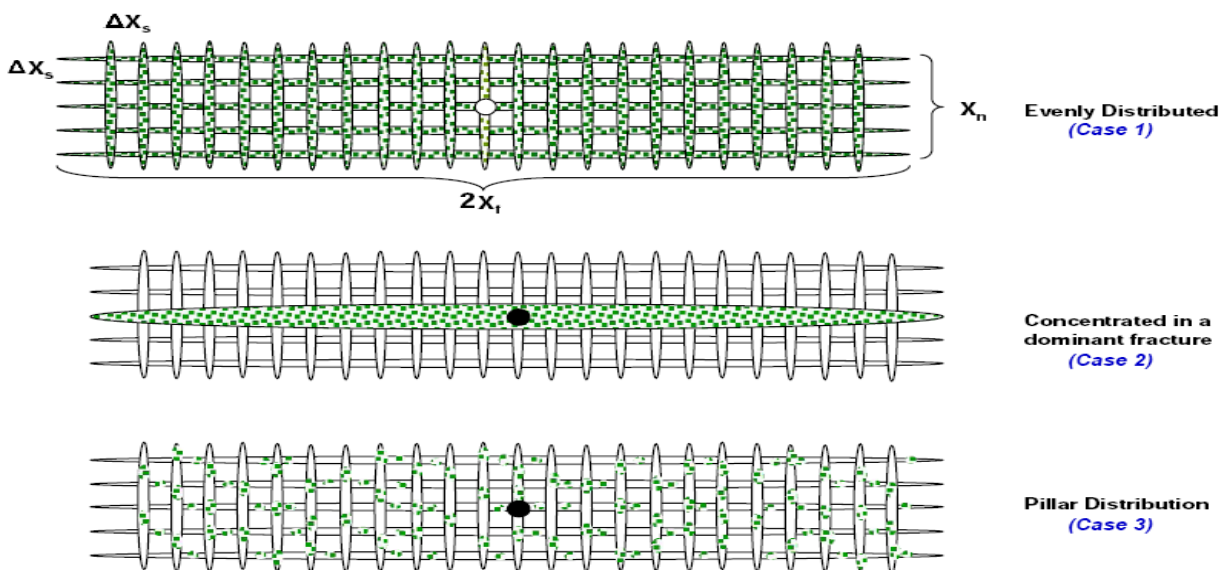 ΔXₛ
ΔXₛ
Xₙ
Evenly Distributed
(Case 1)
2Xf
Concentrated in a
dominant fracture
(Case 2)
Pillar Distribution
(Case 3)